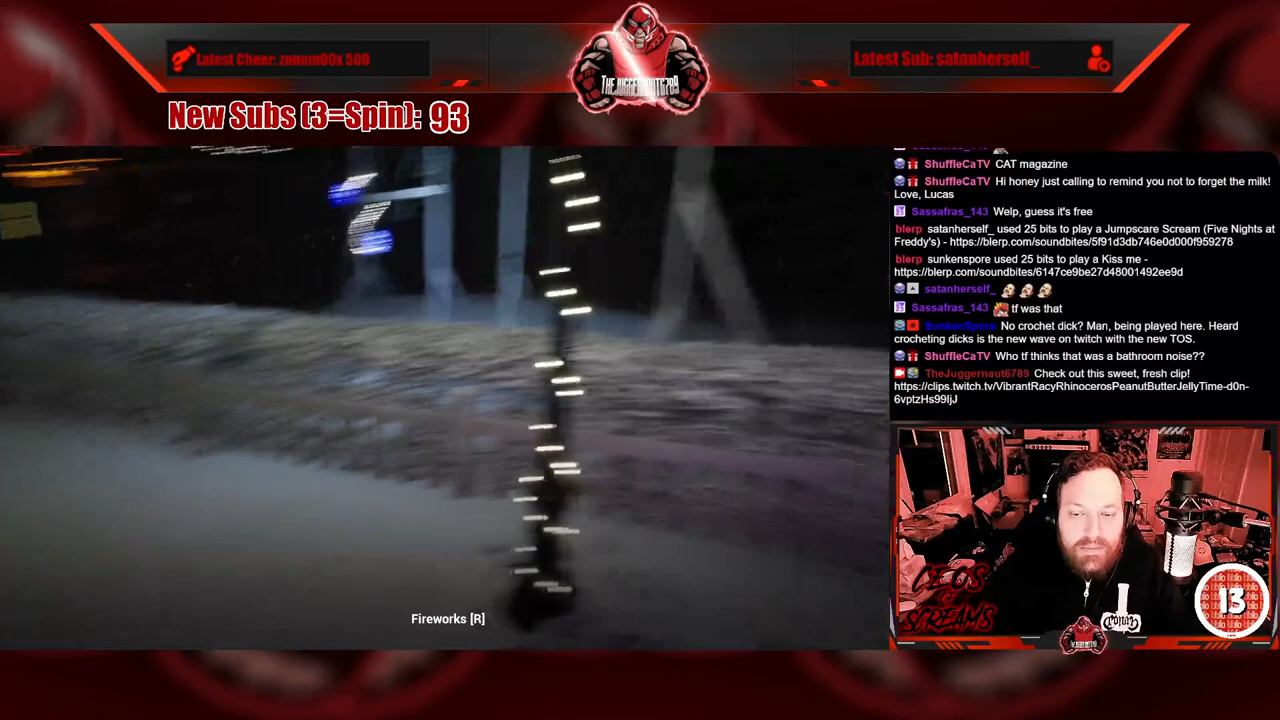 Latest Cheer: zonum00x 500
THEJUGGERNAUT6789
Latest Sub: satanherself_
New Subs (3=Spin): 93
ShuffleCaTV CAT magazine
ShuffleCaTV Hi honey just calling to remind you not to forget the milk!
Love, Lucas
Sassafras_143 Welp, guess it's free
blerp satanherself_ used 25 bits to play a Jumpscare Scream (Five Nights at
Freddy's) - https://blerp.com/soundbites/5f91d3db746e0d000f959278
blerp sunkenspore used 25 bits to play a Kiss me -
https://blerp.com/soundbites/6147ce9be27d48001492ee9d
satanherself_
Sassafras_143 tf was that
SunkenSpore No crochet dick? Man, being played here. Heard
crocheting dicks is the new wave on twitch with the new TOS.
ShuffleCaTV Who tf thinks that was a bathroom noise??
TheJuggernaut6789 Check out this sweet, fresh clip!
https://clips.twitch.tv/VibrantRacyRhinocerosPeanutButterJellyTime-d0n-
6vptzHs99IjJ
CEOS
OF
SCREAMS
13
Fireworks [R]